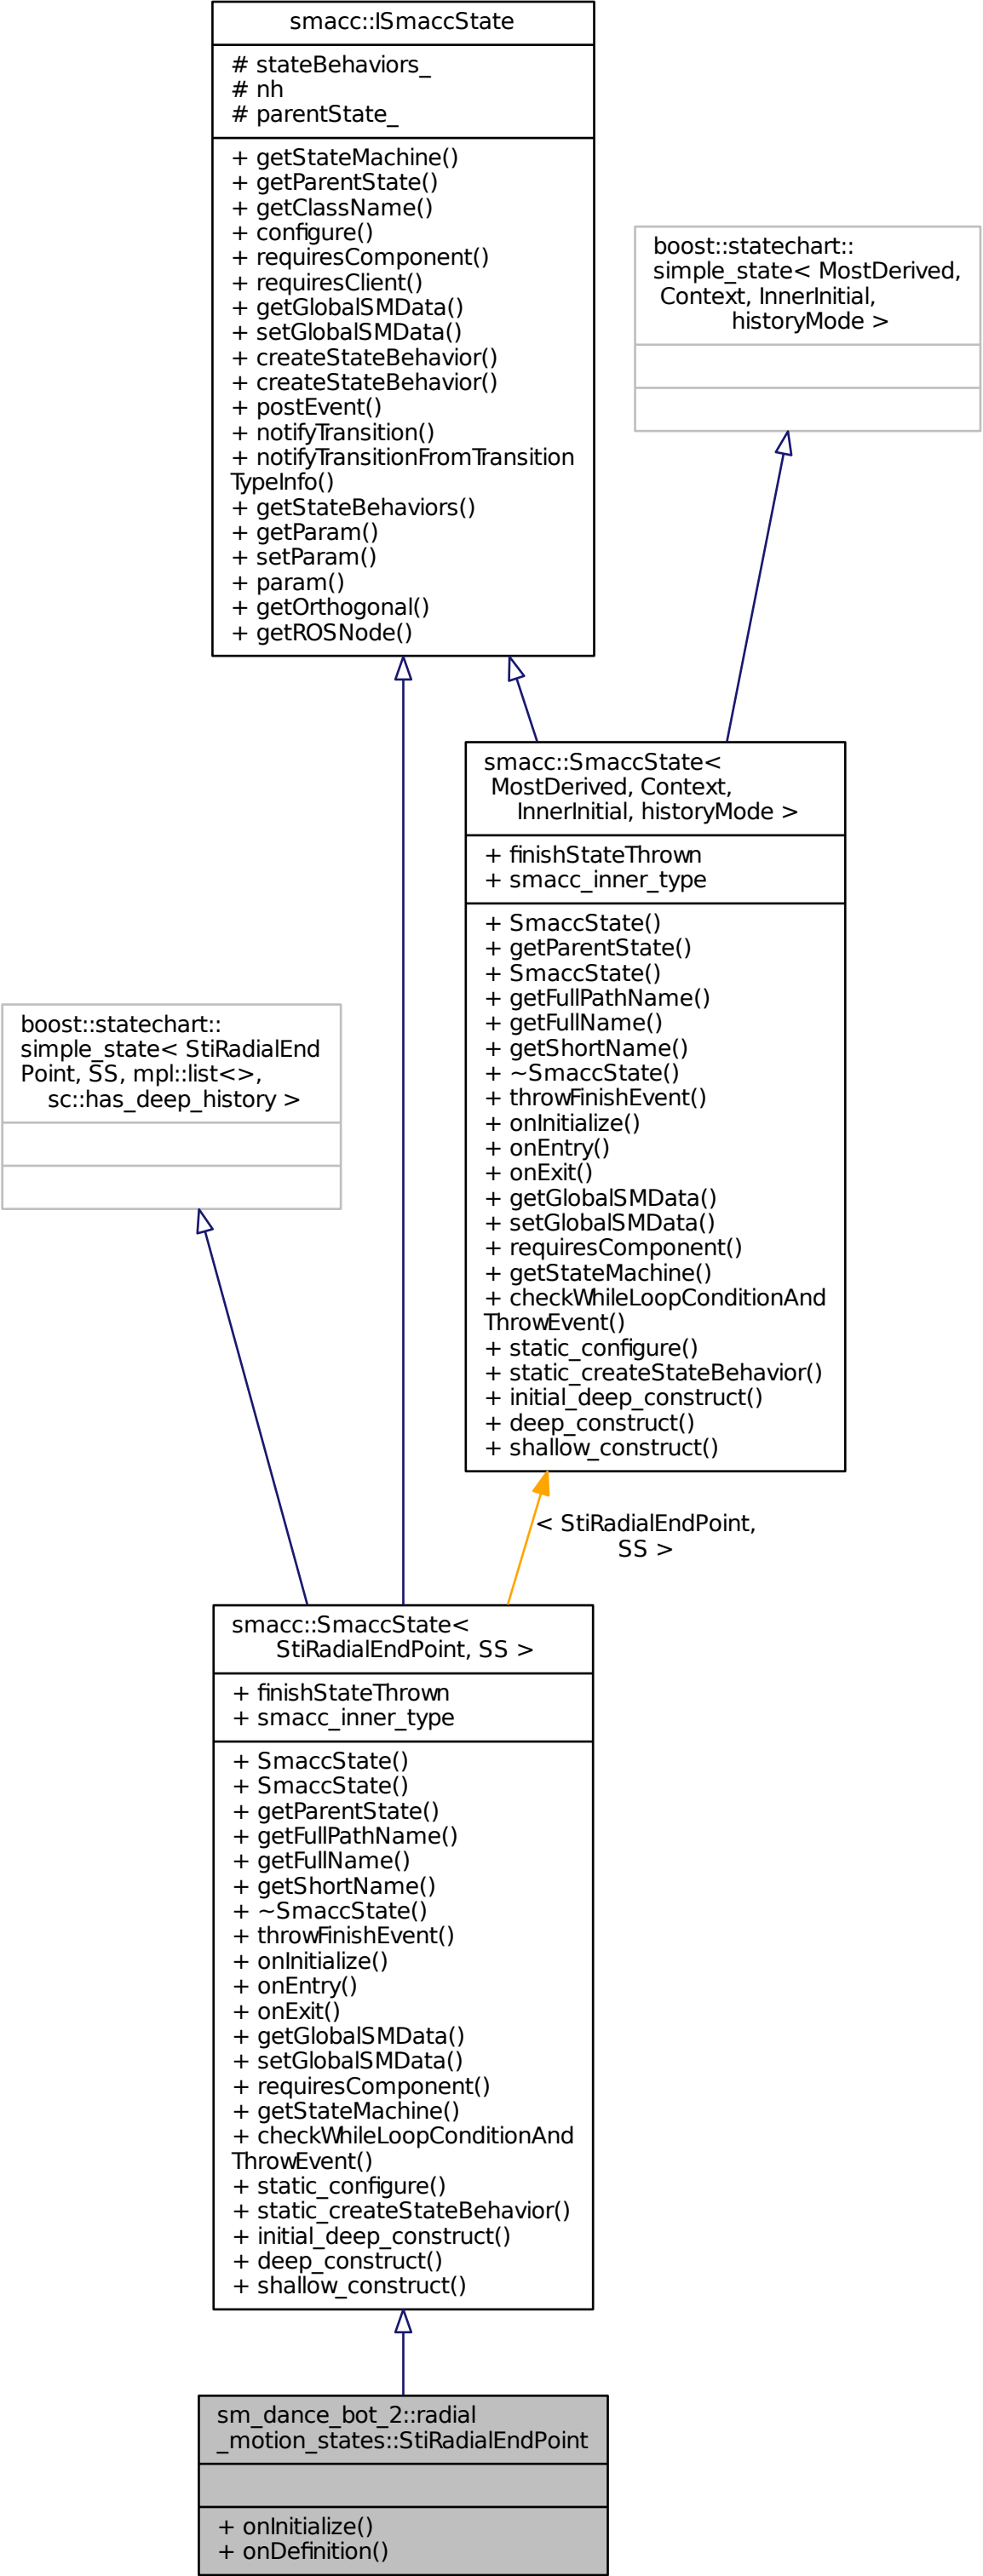 smacc::ISmaccState
# stateBehaviors_
# nh
# parentState_
+ getStateMachine()
+ getParentState()
+ getClassName()
+ configure()
+ requiresComponent()
+ requiresClient()
+ getGlobalSMData()
+ setGlobalSMData()
+ createStateBehavior()
+ createStateBehavior()
+ postEvent()
+ notifyTransition()
+ notifyTransitionFromTransition
TypeInfo()
+ getStateBehaviors()
+ getParam()
+ setParam()
+ param()
+ getOrthogonal()
+ getROSNode()
boost::statechart::
simple_state< MostDerived,
Context, InnerInitial,
historyMode >
smacc::SmaccState<
MostDerived, Context,
InnerInitial, historyMode >
+ finishStateThrown
+ smacc_inner_type
+ SmaccState()
+ getParentState()
+ SmaccState()
+ getFullPathName()
+ getFullName()
+ getShortName()
+ ~SmaccState()
+ throwFinishEvent()
+ onInitialize()
+ onEntry()
+ onExit()
+ getGlobalSMData()
+ setGlobalSMData()
+ requiresComponent()
+ getStateMachine()
+ checkWhileLoopConditionAnd
ThrowEvent()
+ static_configure()
+ static_createStateBehavior()
+ initial_deep_construct()
+ deep_construct()
+ shallow_construct()
boost::statechart::
simple_state< StiRadialEnd
Point, SS, mpl::list<>,
sc::has_deep_history >
< StiRadialEndPoint,
SS >
smacc::SmaccState<
StiRadialEndPoint, SS >
+ finishStateThrown
+ smacc_inner_type
+ SmaccState()
+ SmaccState()
+ getParentState()
+ getFullPathName()
+ getFullName()
+ getShortName()
+ ~SmaccState()
+ throwFinishEvent()
+ onInitialize()
+ onEntry()
+ onExit()
+ getGlobalSMData()
+ setGlobalSMData()
+ requiresComponent()
+ getStateMachine()
+ checkWhileLoopConditionAnd
ThrowEvent()
+ static_configure()
+ static_createStateBehavior()
+ initial_deep_construct()
+ deep_construct()
+ shallow_construct()
sm_dance_bot_2::radial
_motion_states::StiRadialEndPoint
+ onInitialize()
+ onDefinition()